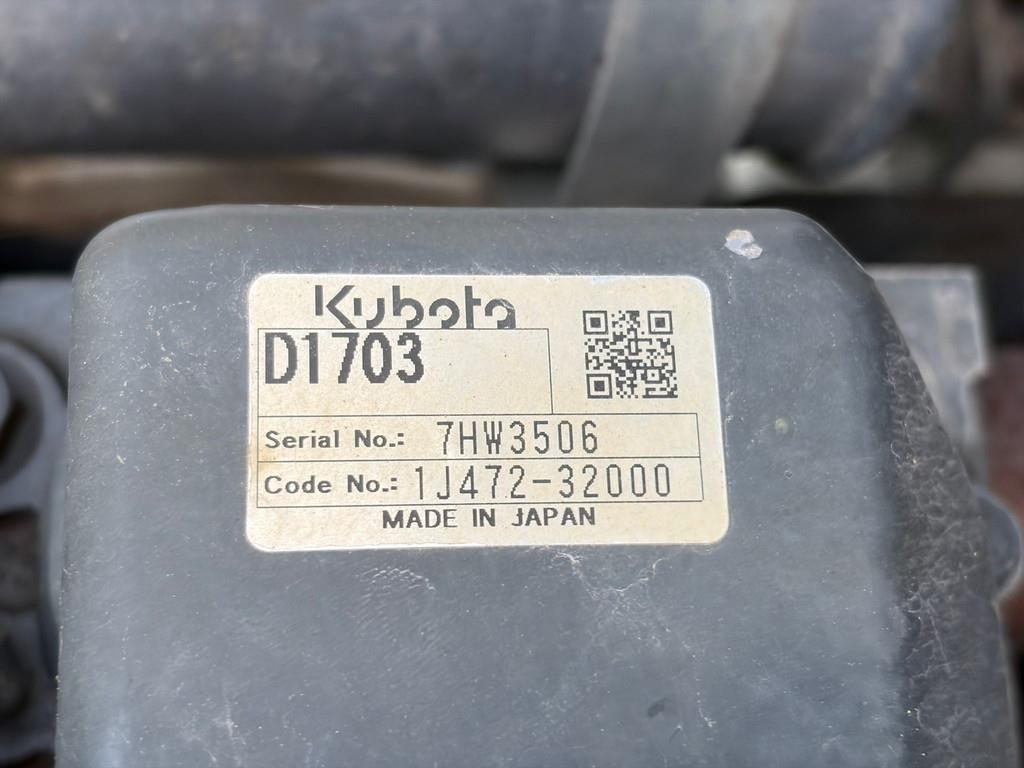 Kubota
D1703
Serial No.: 7HW3506
Code No.: 1J472-32000
MADE IN JAPAN